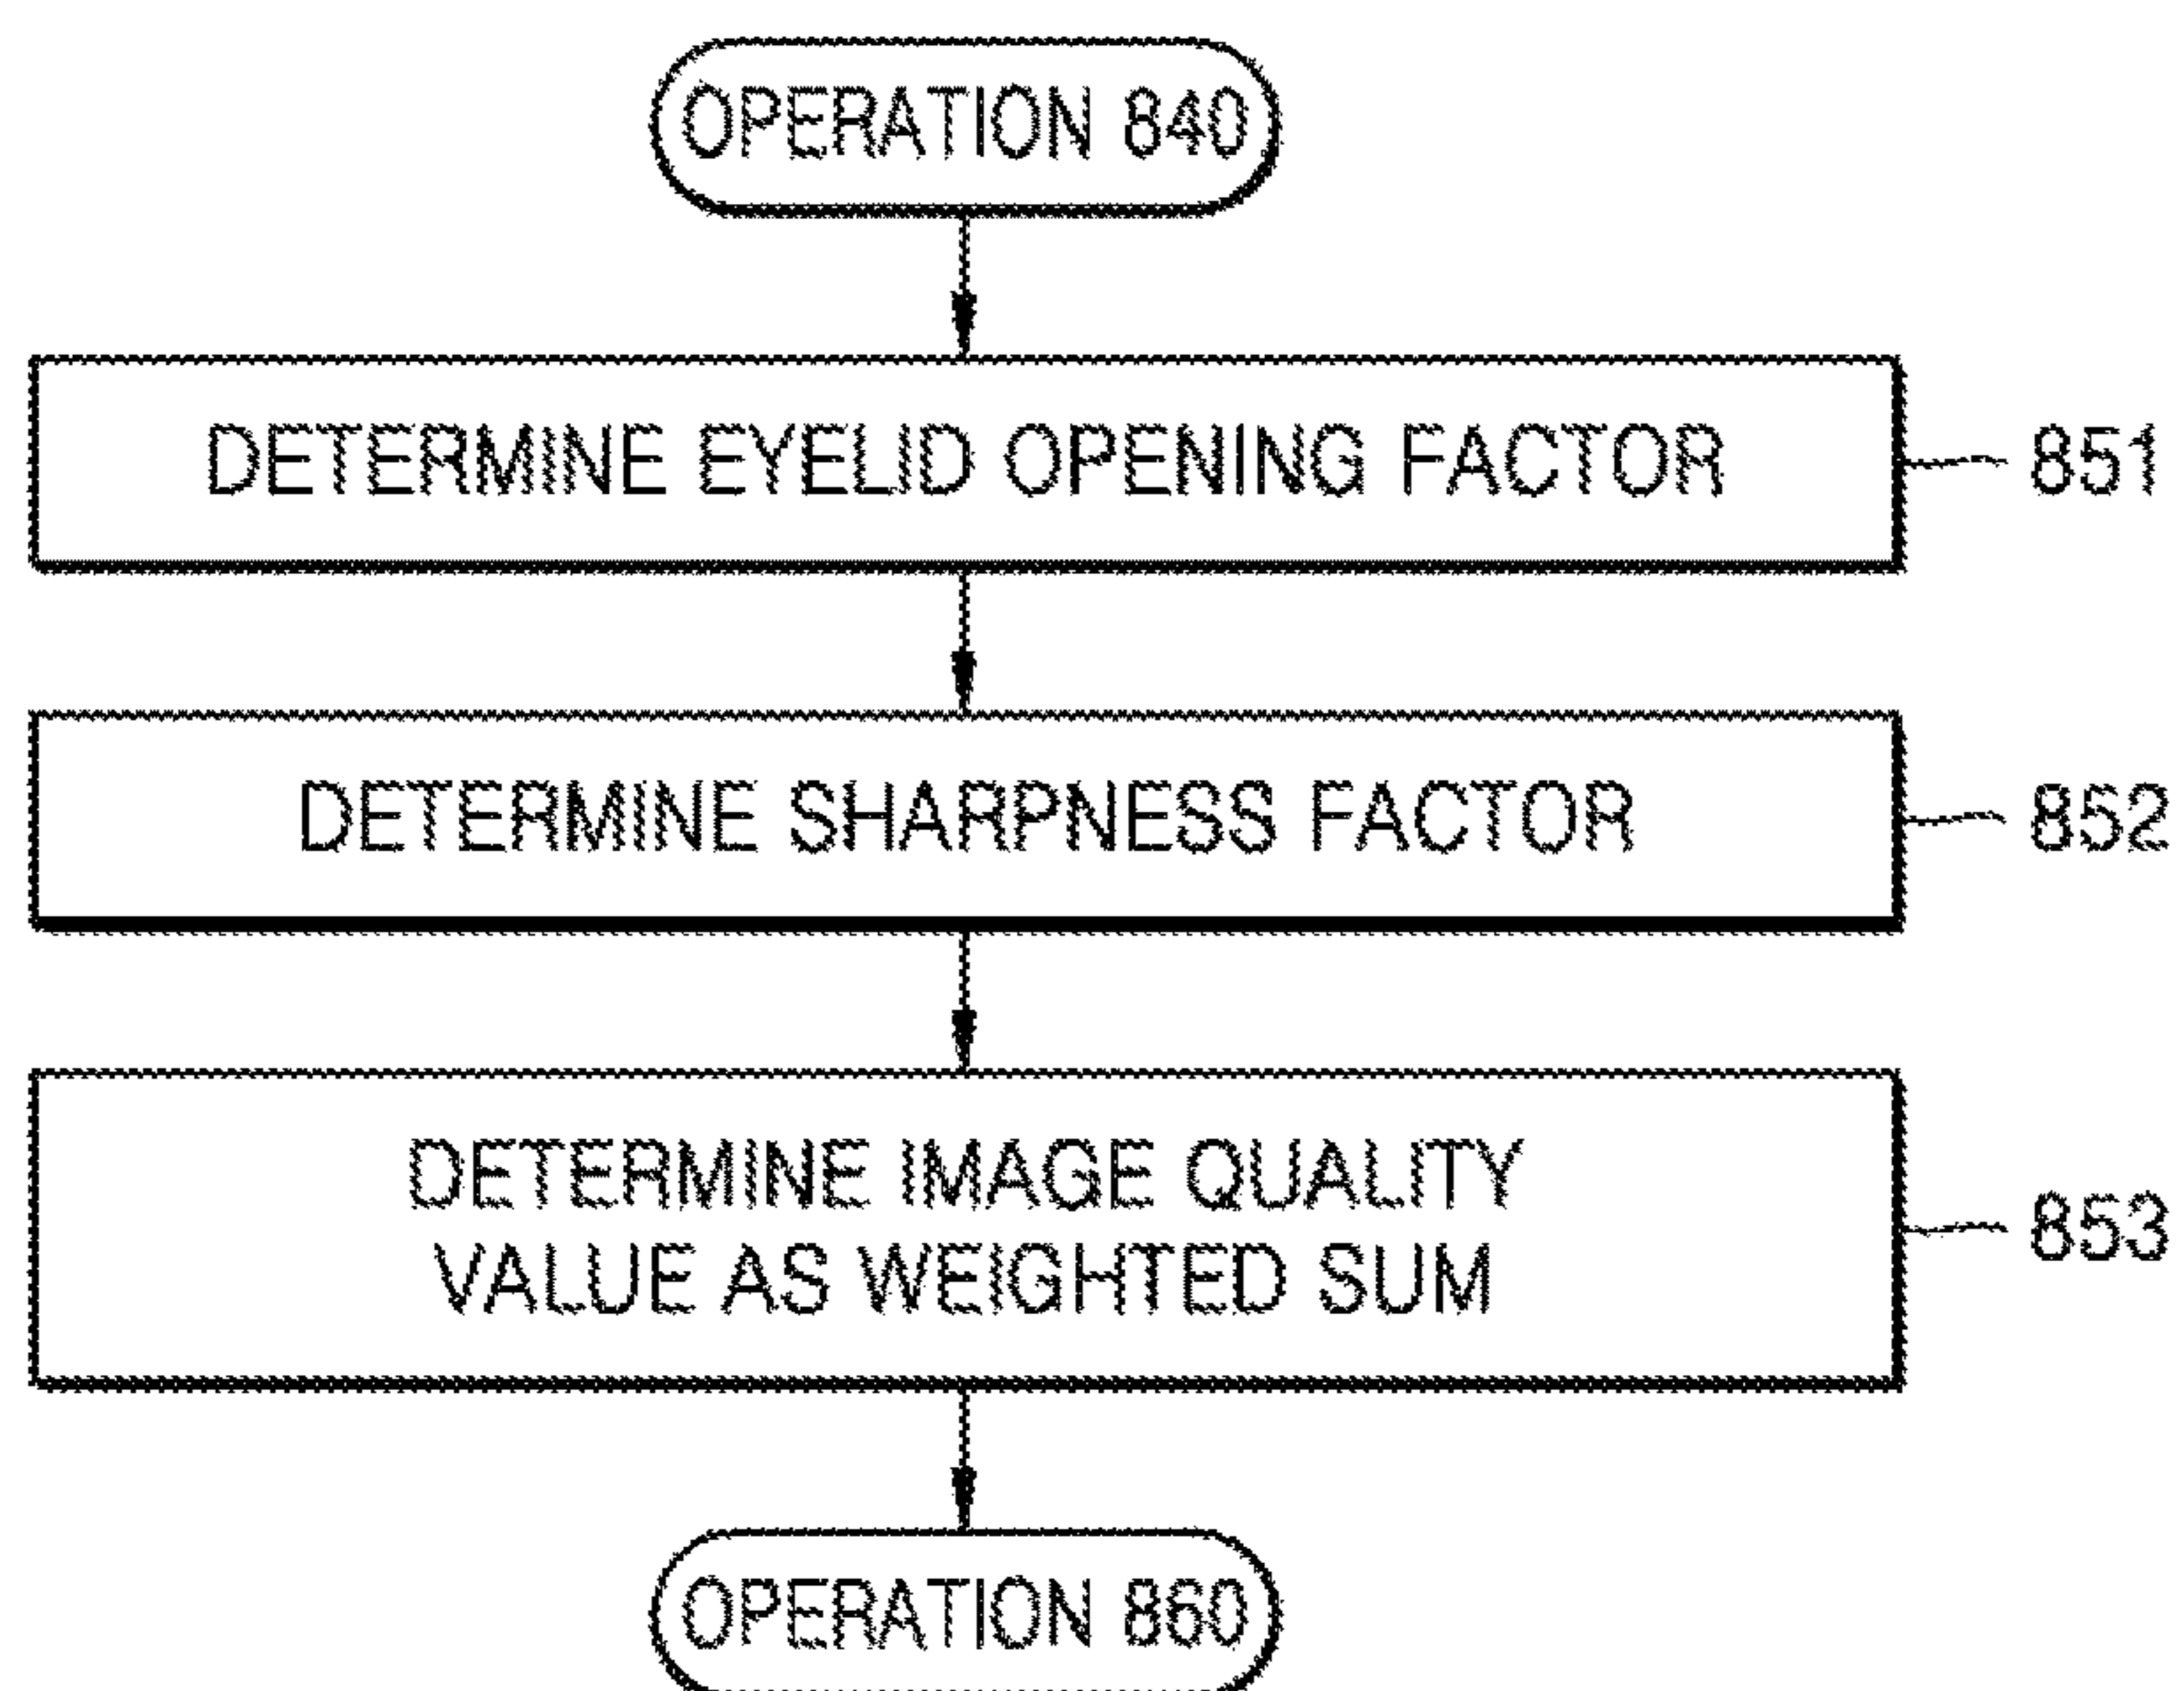 OPERATION 840
DETERMINE EYELID OPENING FACTOR
851
DETERMINE SHARPNESS FACTOR
852
DETERMINE IMAGE QUALITY
VALUE AS WEIGHTED SUM
853
OPERATION 860